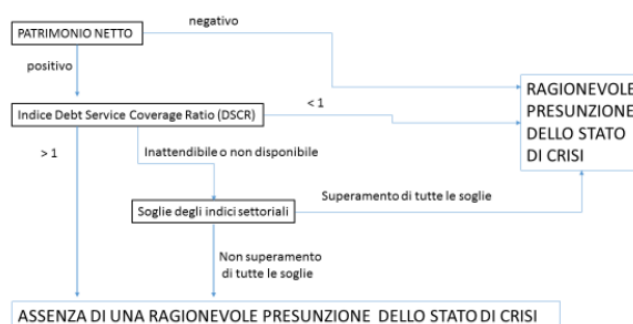 negativo
PATRIMONIO NETTO
positivo
RAGIONEVOLE
PRESUNZIONE
DELLO STATO
DI CRISI
< 1
Indice Debt Service Coverage Ratio (DSCR)
> 1
Inattendibile o non disponibile
Superamento di tutte le soglie
Soglie degli indici settoriali
Non superamento
di tutte le soglie
ASSENZA DI UNA RAGIONEVOLE PRESUNZIONE DELLO STATO DI CRISI